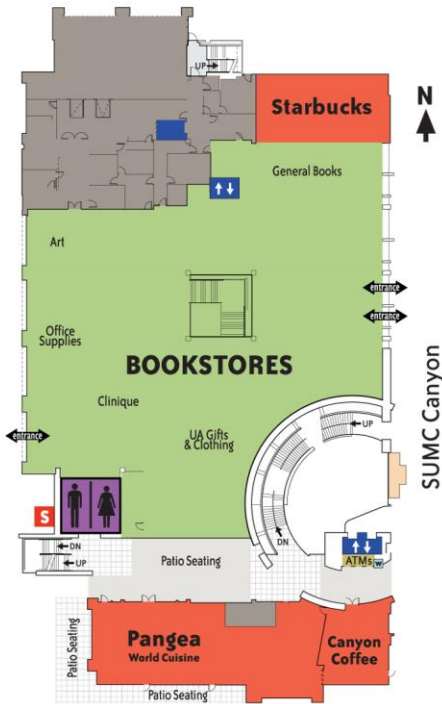 UP
Starbucks
N
General Books
Art
entrance
entrance
Office
Supplies
BOOKSTORES
Clinique
UA Gifts
& Clothing
UP
SUMC Canyon
entrance
S
DN
DN
UP
Patio Seating
ATMs
W
Patio Seating
Pangea
World Cuisine
Canyon
Coffee
Patio Seating